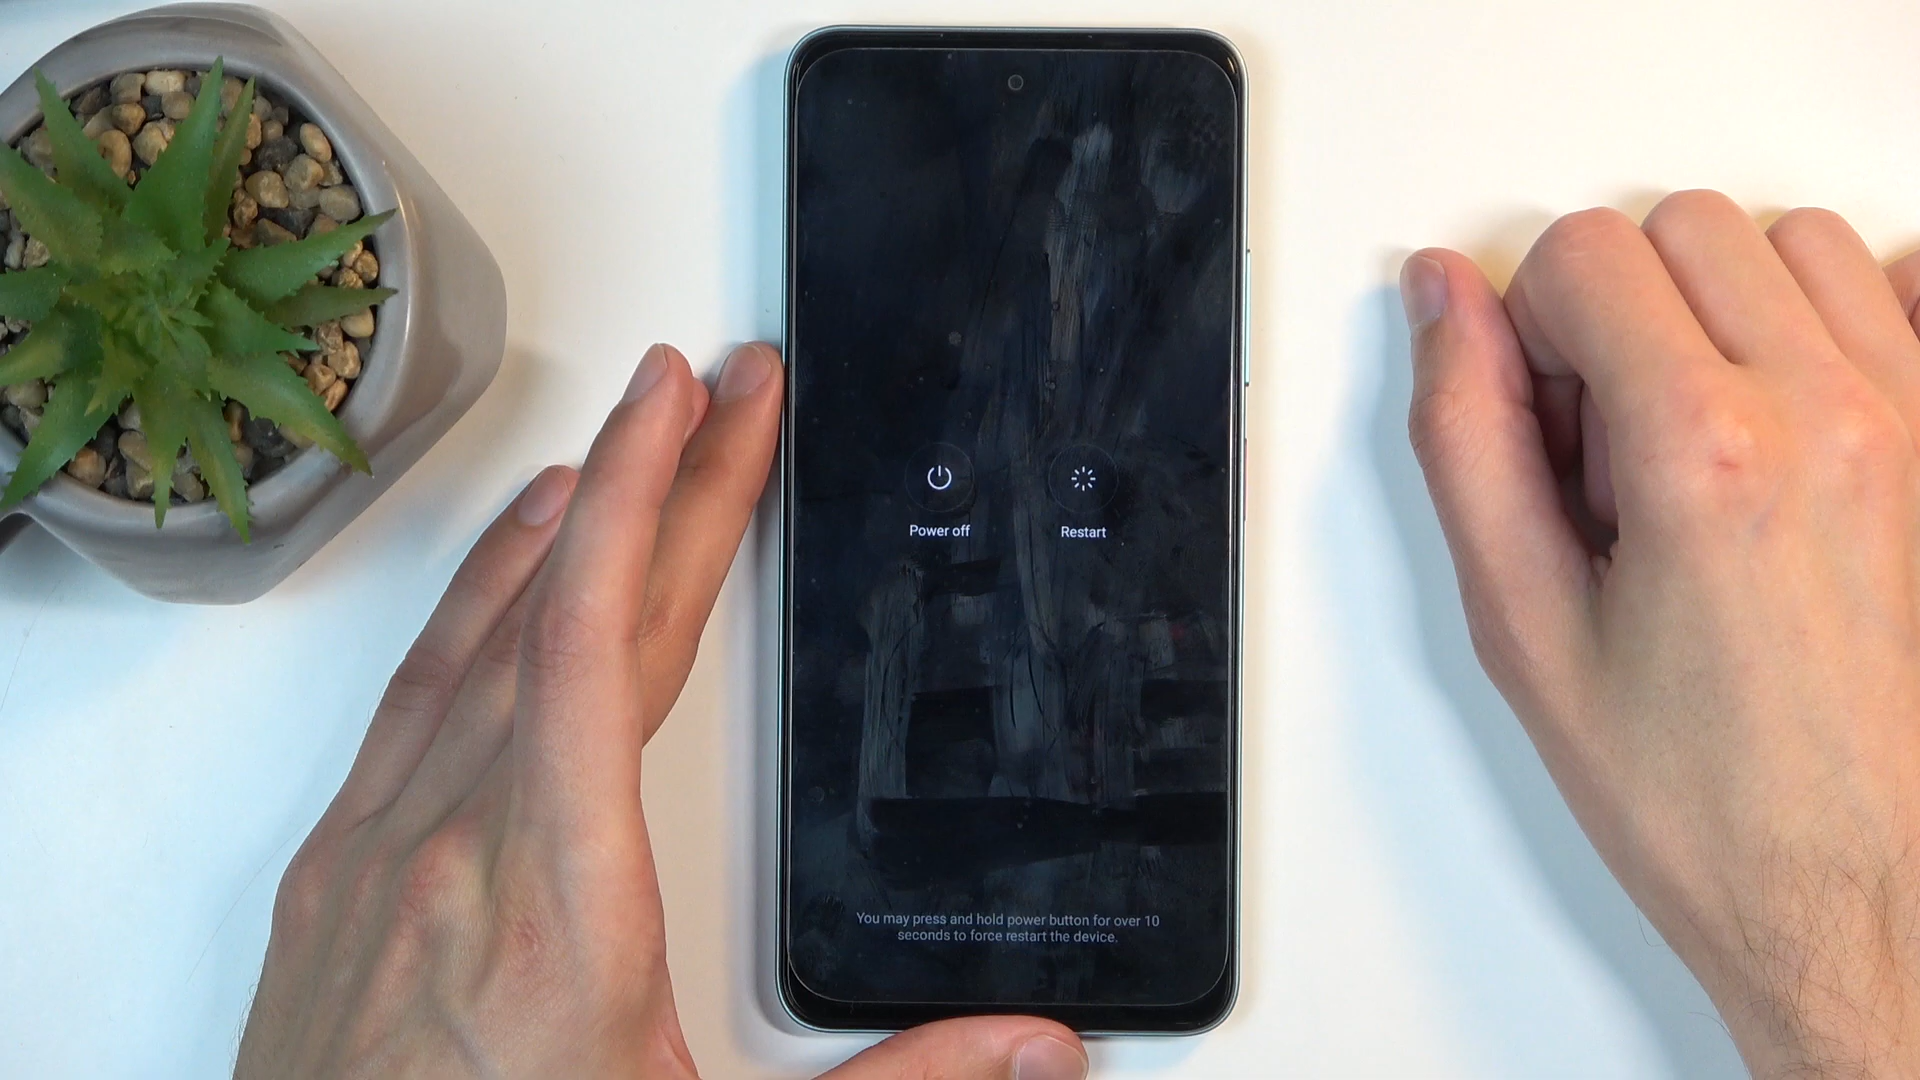 Power off
Restart
You may press and hold power button for over 10
seconds to force restart the device.